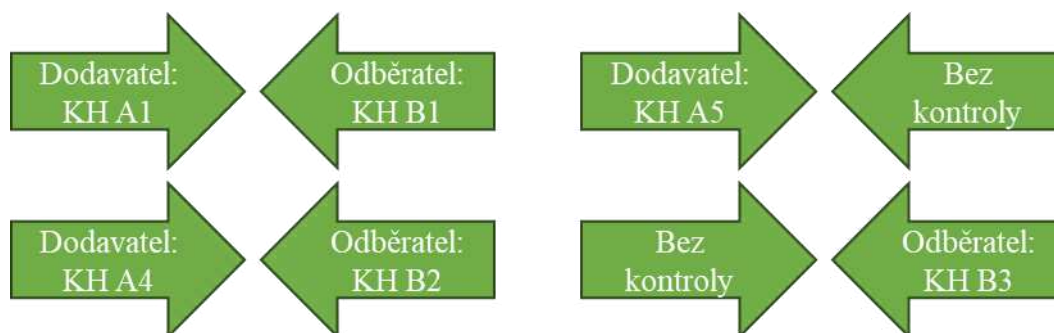 Dodavatel:
KH A1
Odběratel:
KH B1
Dodavatel:
KH A5
Bez
kontroly
Dodavatel:
KH A4
Odběratel:
KH B2
Bez
kontroly
Odběratel:
KH B3